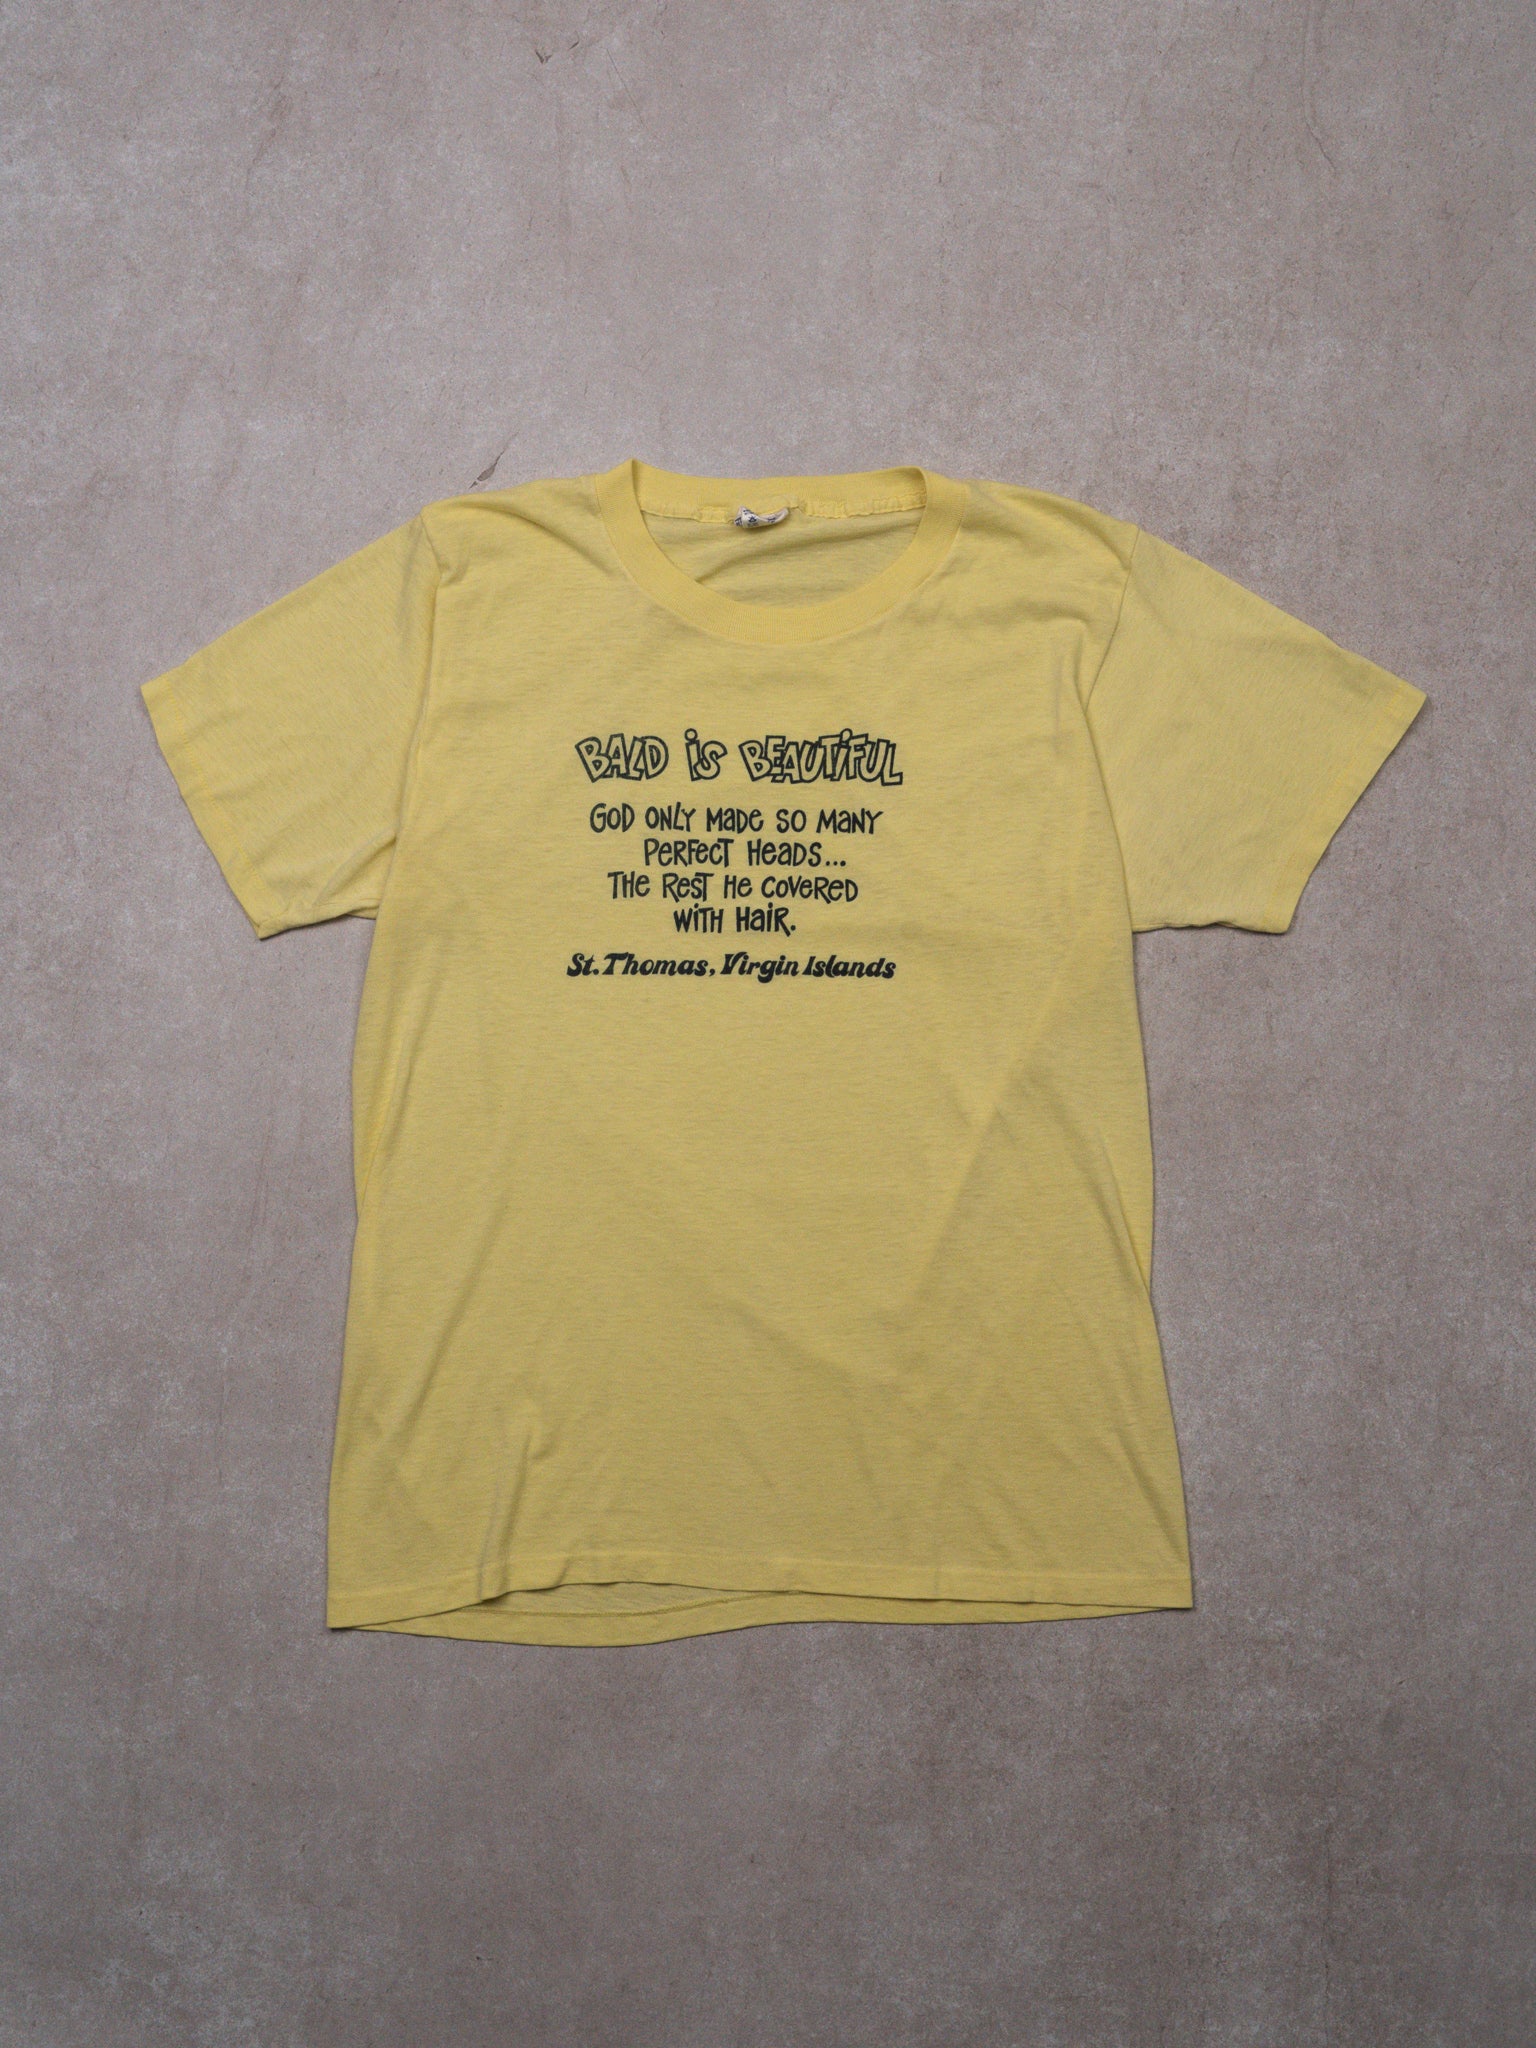 BALD iS BEAUTiFUL
GOD ONLY MaDe SO MaNY
PeRFecT HeaDS...
THe ReST He coveReD
WiTH HaiR.
St. Thomas, Virgin Islands